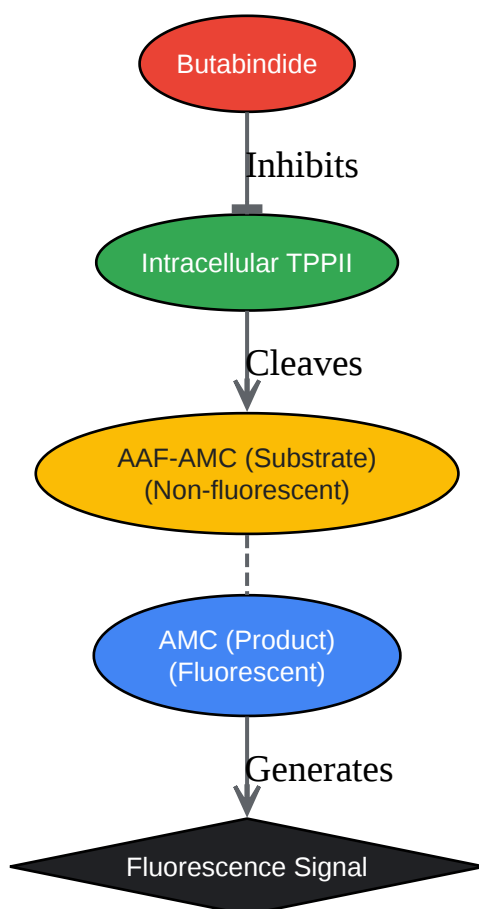 Butabindide
Inhibits
Intracellular TPPII
Cleaves
AAF-AMC (Substrate)
(Non-fluorescent)
AMC (Product)
(Fluorescent)
Generates
Fluorescence Signal